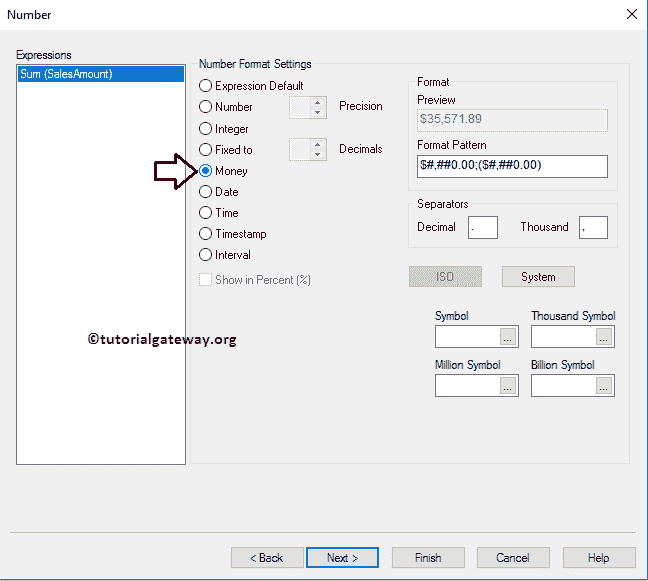 Number
Expressions
Sum (SalesAmount)
Number Format Settings
Expression Default
Number
Precision
Integer
Fixed to
Decimals
Money
Date
Time
Timestamp
Interval
Show in Percent (%)
Format
Preview
$35,571.89
Format Pattern
$#,##0.00;($#,##0.00)
Separators
Decimal . Thousand ,
ISO System
Symbol Thousand Symbol
... ...
Million Symbol Billion Symbol
... ...
©tutorialgateway.org
< Back Next > Finish Cancel Help